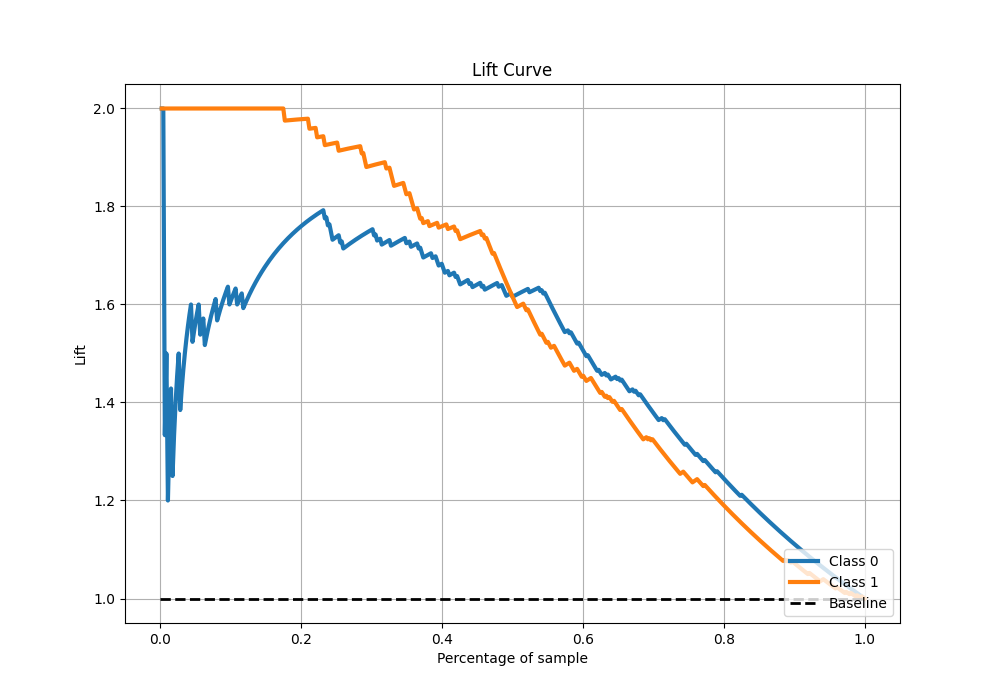 Lift Curve
2.0
1.8
1.6
1.4
1.2
1.0
Lift
0.0 0.2 0.4 0.6 0.8 1.0
Percentage of sample
Class 0
Class 1
Baseline